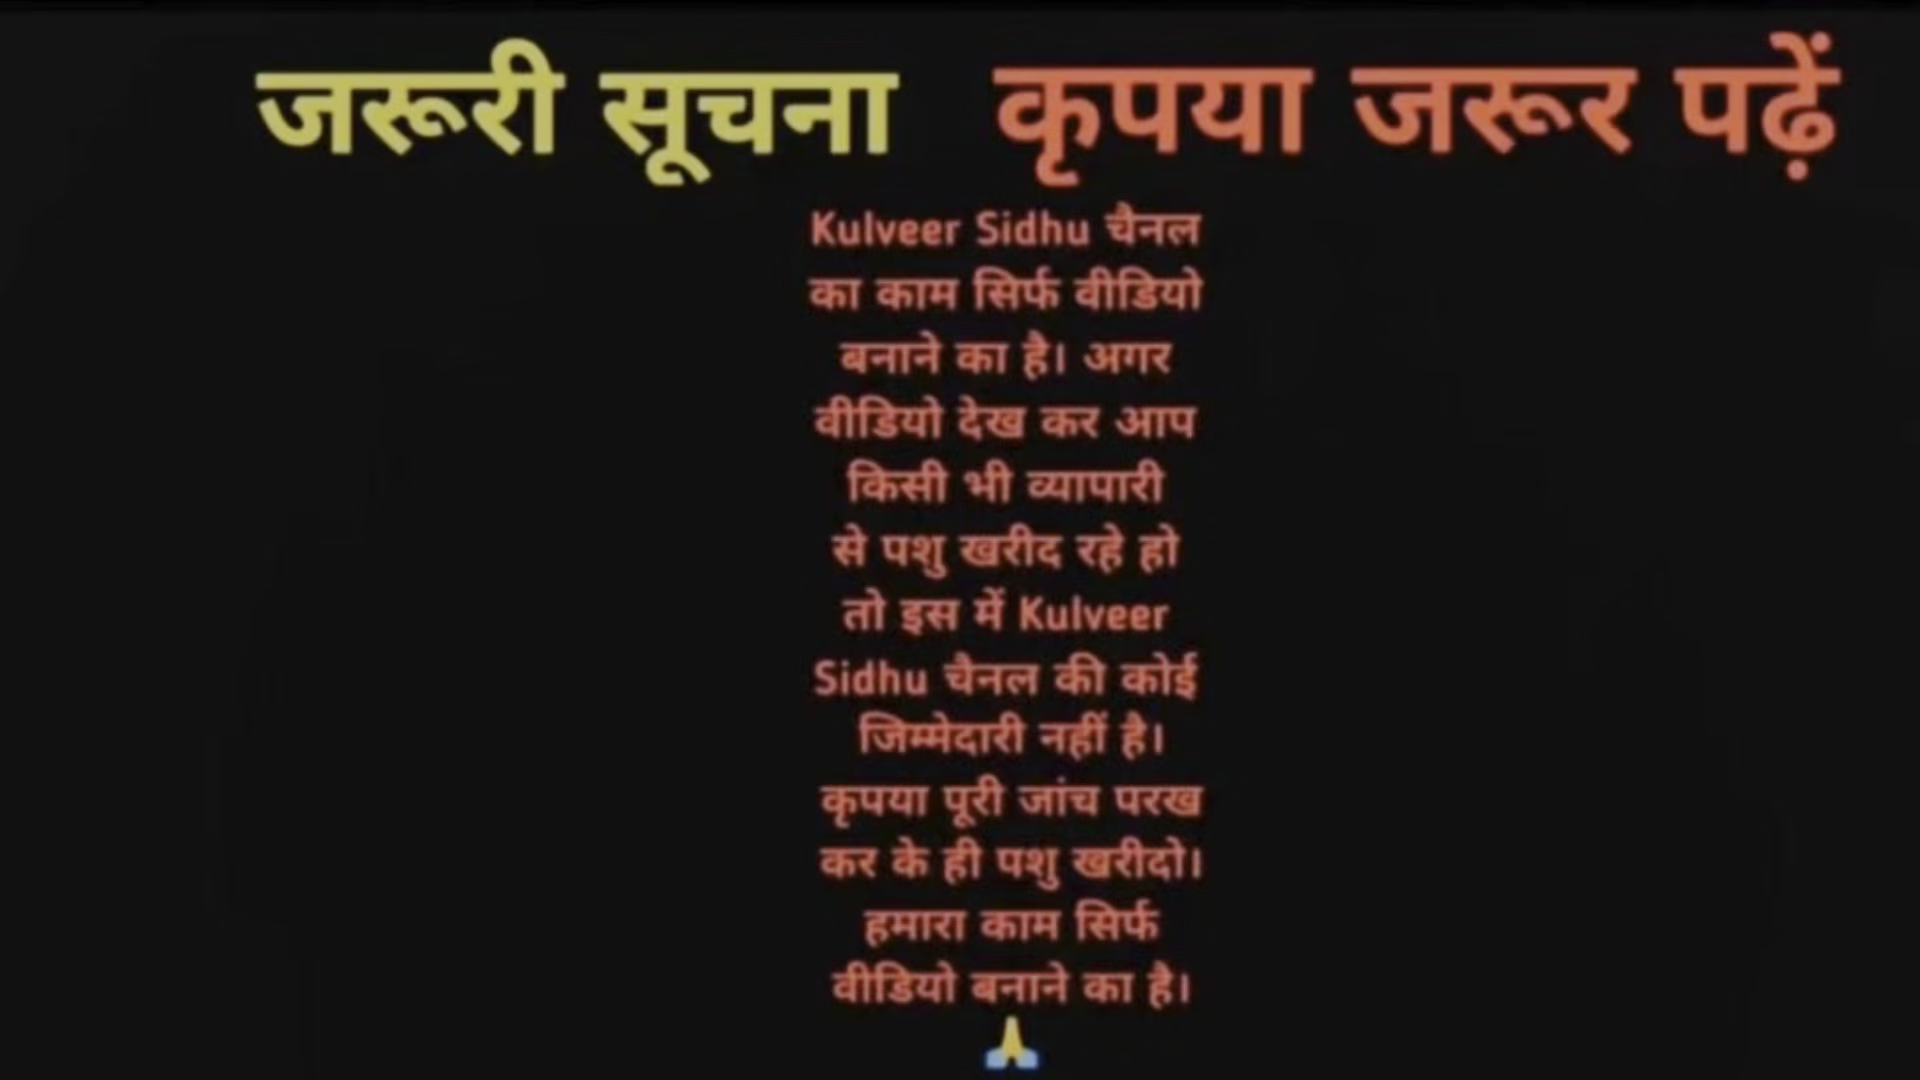 जरूरी सूचना कृपया जरूर पढ़ें
Kulveer Sidhu चैनल
का काम सिर्फ वीडियो
बनाने का है। अगर
वीडियो देख कर आप
किसी भी व्यापारी
से पशु खरीद रहे हो
तो इस में Kulveer
Sidhu चैनल की कोई
जिम्मेदारी नहीं है।
कृपया पूरी जांच परख
कर के ही पशु खरीदो।
हमारा काम सिर्फ
वीडियो बनाने का है।
🙏